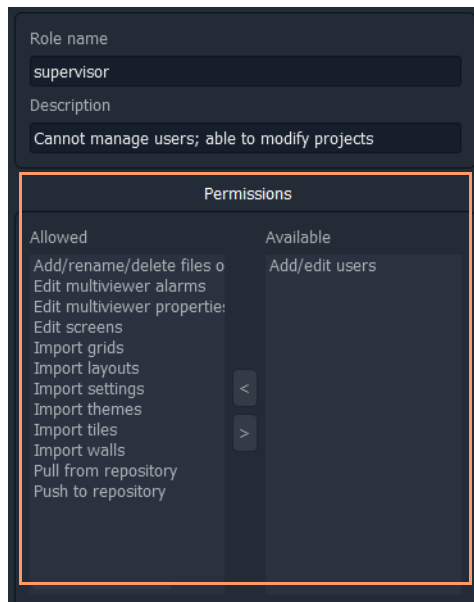 Role name
supervisor
Description
Cannot manage users; able to modify projects
Permissions
Allowed
Available
Add/rename/delete files o
Edit multiviewer alarms
Edit multiviewer properties
Edit screens
Import grids
Import layouts
Import settings
Import themes
Import tiles
Import walls
Pull from repository
Push to repository
<
>
Add/edit users